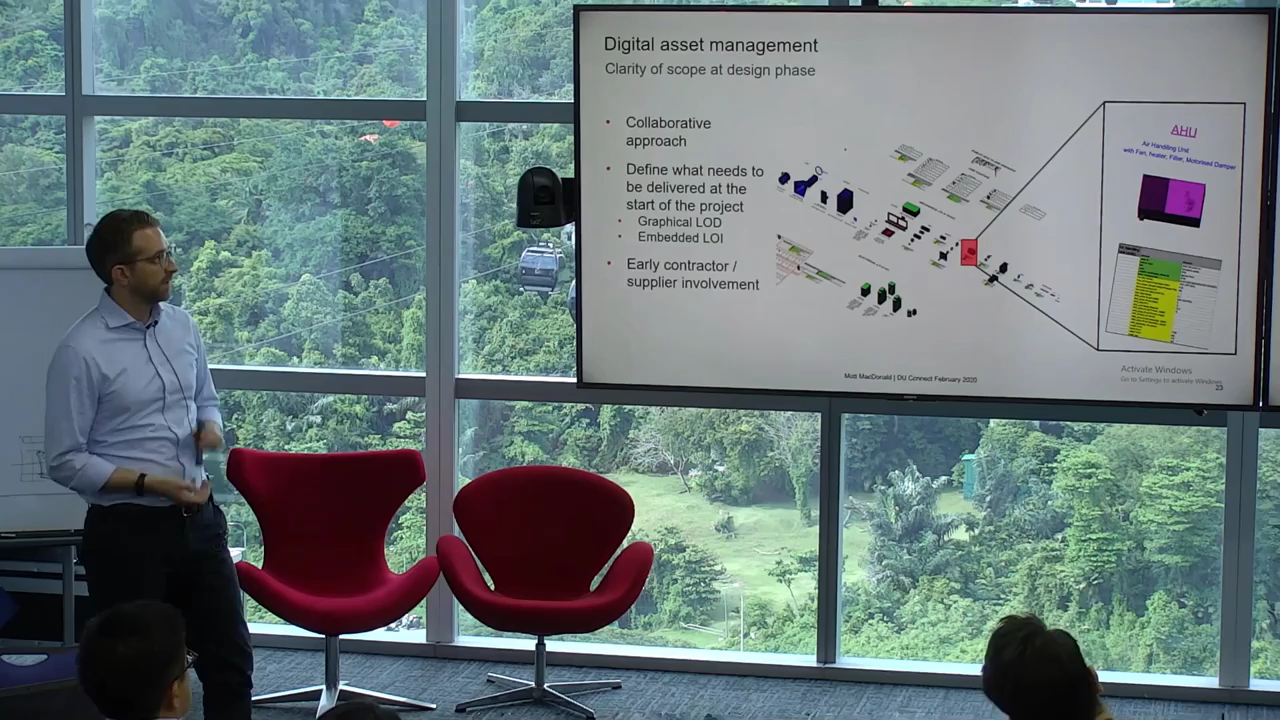 Digital asset management
Clarity of scope at design phase
• Collaborative
approach
• Define what needs to
be delivered at the
start of the project
• Graphical LOD
• Embedded LOI
• Early contractor /
supplier involvement
AHU
Air Handling Unit
with Fan, heater, Filter, Motorised Damper
Mott MacDonald | DU Connect February 2020
Activate Windows
Go to Settings to activate Windows.
23